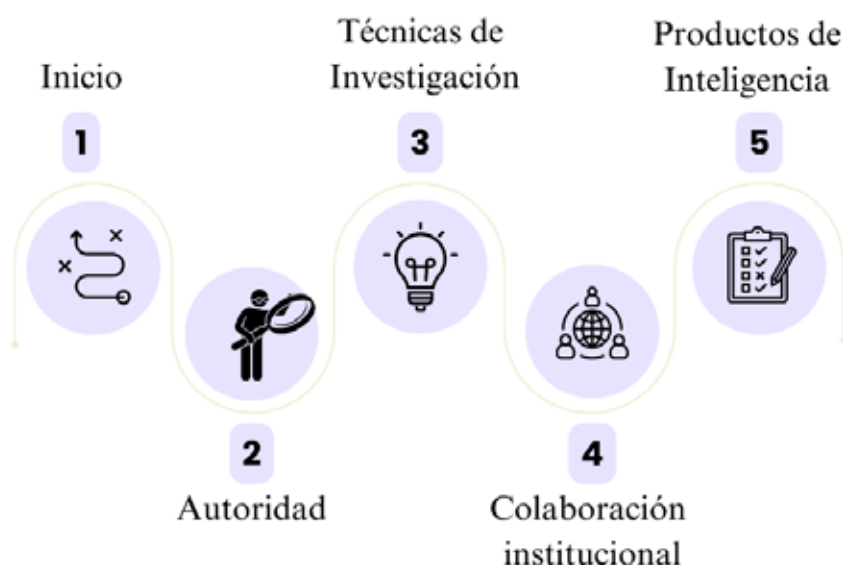 Inicio
1
2
Autoridad
Técnicas de
Investigación
3
4
Colaboración
institucional
Productos de
Inteligencia
5